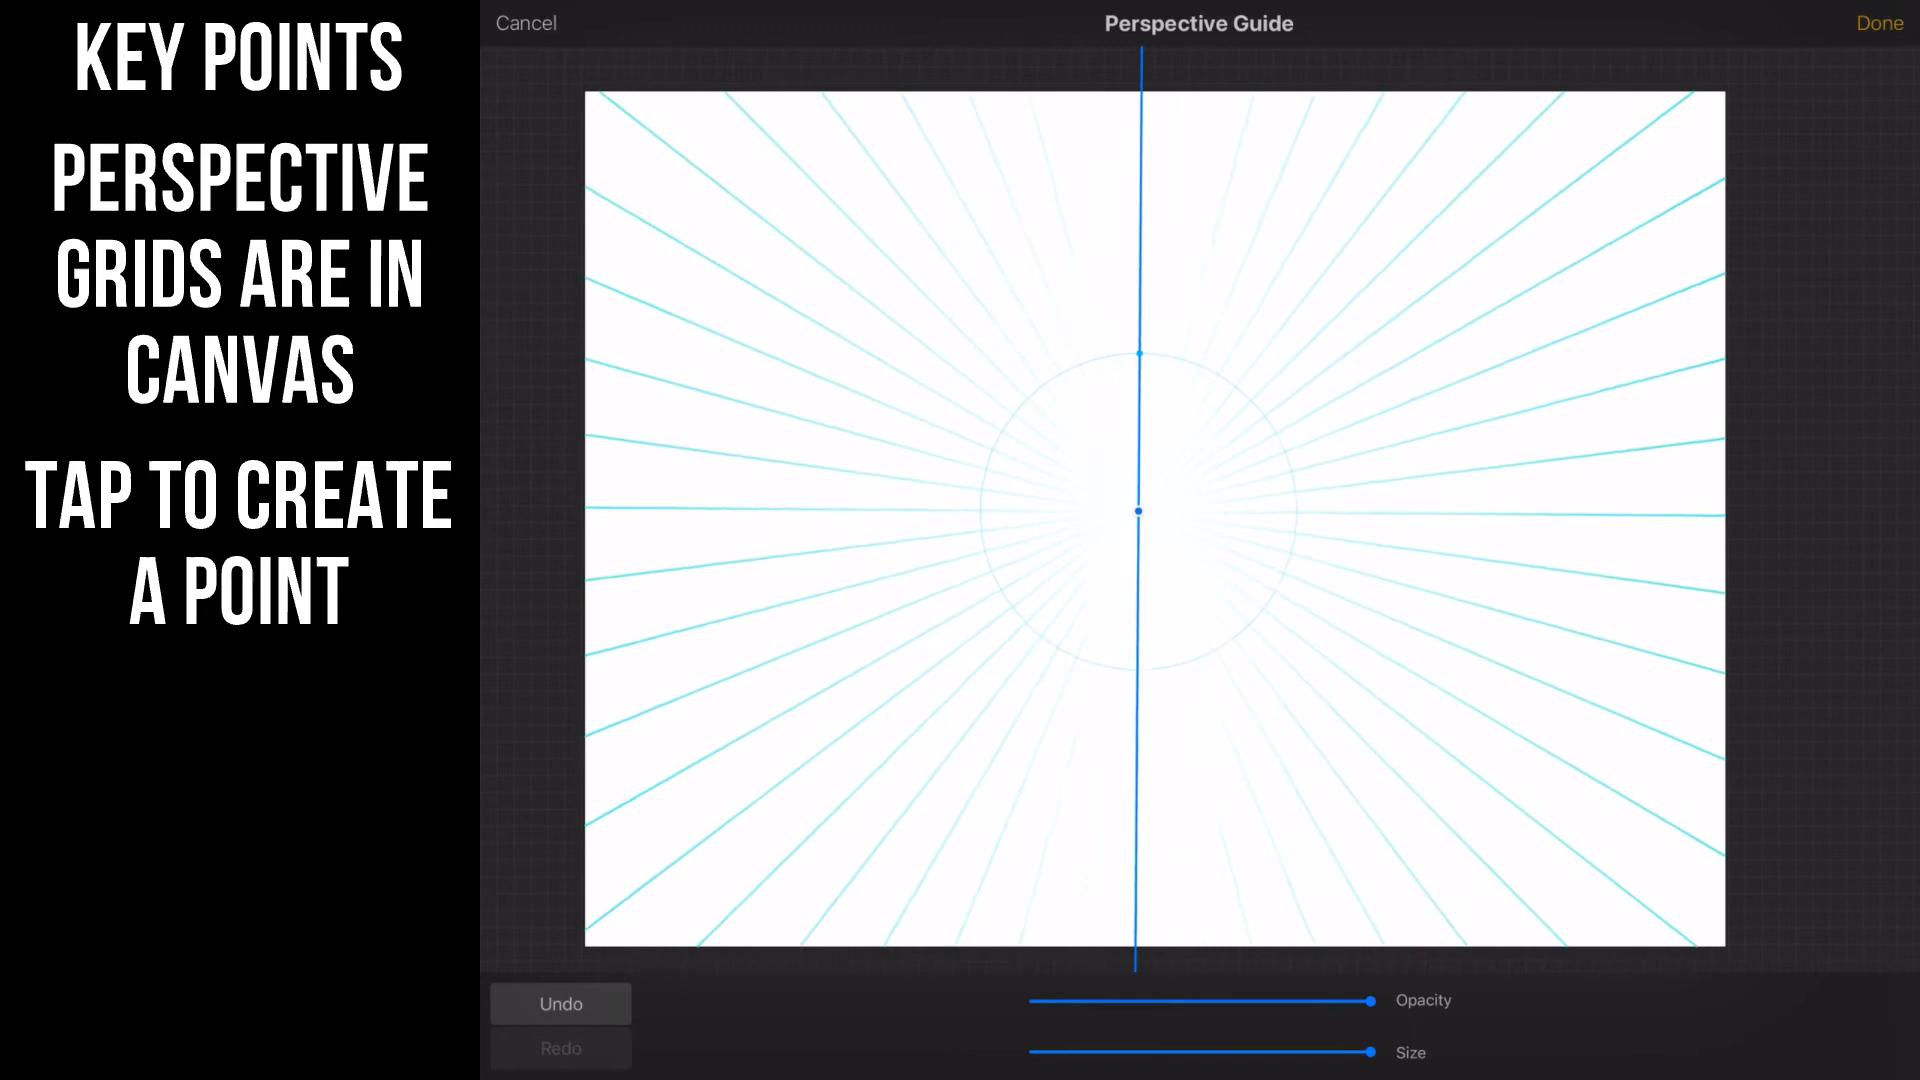 KEY POINTS
PERSPECTIVE
GRIDS ARE IN
CANVAS
TAP TO CREATE
A POINT
Cancel
Perspective Guide
Done
Undo
Redo
Opacity
Size